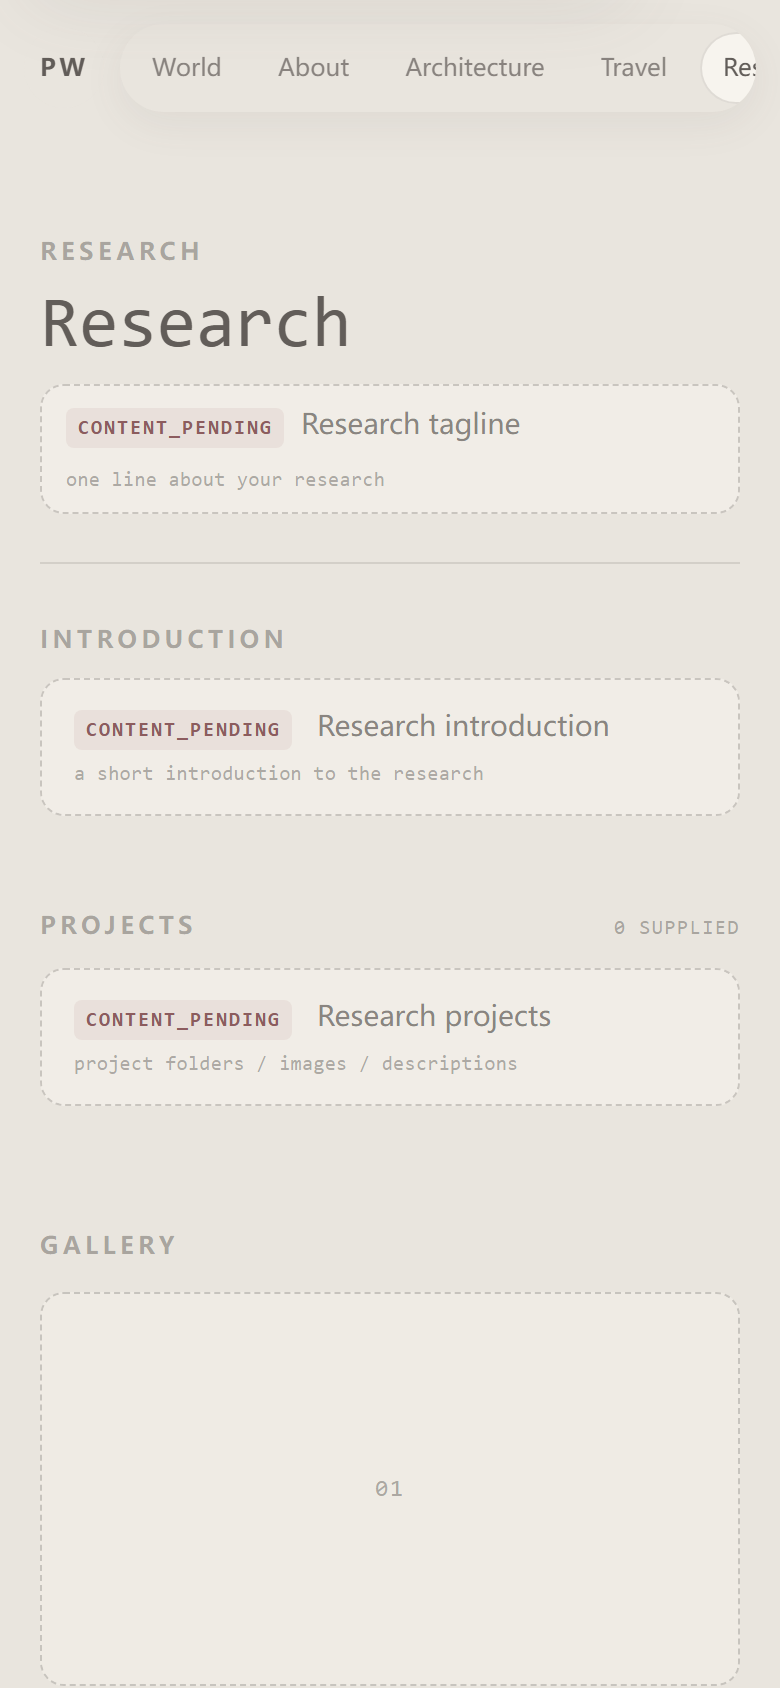 PW World About Architecture Travel
RESEARCH
Research
CONTENT_PENDING Research tagline
one line about your research
INTRODUCTION
CONTENT_PENDING Research introduction
a short introduction to the research
PROJECTS 0 SUPPLIED
CONTENT_PENDING Research projects
project folders / images / descriptions
GALLERY
01